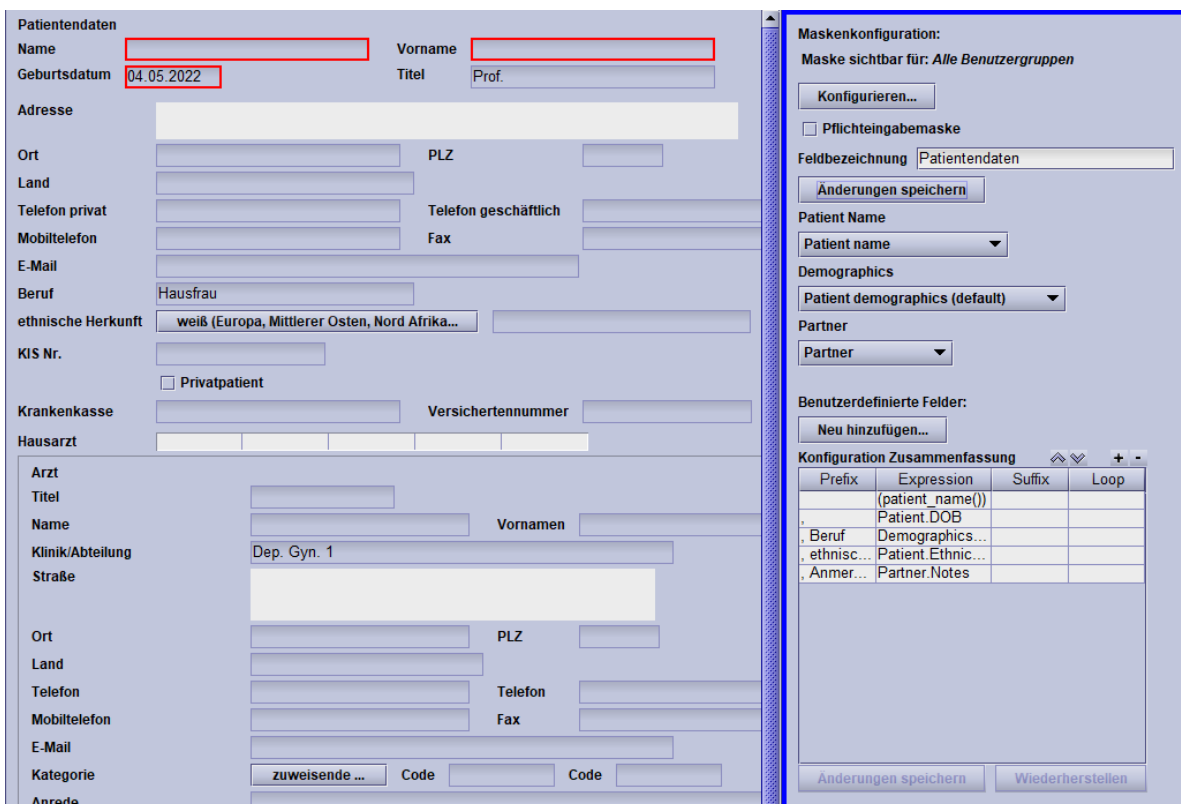 Patientendaten
Name Vorname
Geburtsdatum 04.05.2022 Titel Prof.
Adresse
Ort PLZ
Land
Telefon privat Telefon geschäftlich
Mobiltelefon Fax
E-Mail
Beruf Hausfrau
ethnische Herkunft weiß (Europa, Mittlerer Osten, Nord Afrika...
KIS Nr.
Privatpatient
Krankenkasse Versichertennummer
Hausarzt
Arzt
Titel
Name Vornamen
Klinik/Abteilung Dep. Gyn. 1
Straße
Ort PLZ
Land
Telefon Telefon
Mobiltelefon Fax
E-Mail
Kategorie zuweisende ... Code Code
Anrede
Maskenkonfiguration:
Maske sichtbar für: Alle Benutzergruppen
Konfigurieren...
Pflichteingabemaske
Feldbezeichnung Patientendaten
Änderungen speichern
Patient Name
Patient name
Demographics
Patient demographics (default)
Partner
Partner
Benutzerdefinierte Felder:
Neu hinzufügen...
Konfiguration Zusammenfassung + -
Prefix Expression Suffix Loop
(patient_name())
, Patient.DOB
, Beruf Demographics...
, ethnisc... Patient.Ethnic...
, Anmer... Partner.Notes
Änderungen speichern Wiederherstellen